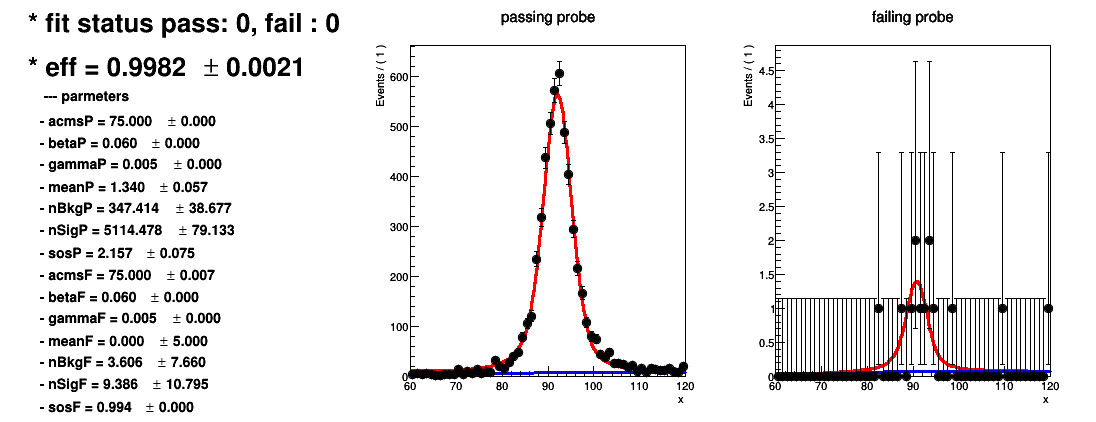 * fit status pass: 0, fail : 0
* eff = 0.9982 ± 0.0021
--- parmeters
- acmsP = 75.000 ± 0.000
- betaP = 0.060 ± 0.000
- gammaP = 0.005 ± 0.000
- meanP = 1.340 ± 0.057
- nBkgP = 347.414 ± 38.677
- nSigP = 5114.478 ± 79.133
- sosP = 2.157 ± 0.075
- acmsF = 75.000 ± 0.007
- betaF = 0.060 ± 0.000
- gammaF = 0.005 ± 0.000
- meanF = 0.000 ± 5.000
- nBkgF = 3.606 ± 7.660
- nSigF = 9.386 ± 10.795
- sosF = 0.994 ± 0.000
passing probe
Events / ( 1 )
600
500
400
300
200
100
0
60 70 80 90 100 110 120
x
failing probe
Events / ( 1 )
4.5
4
3.5
3
2.5
2
1.5
1
0.5
0
60 70 80 90 100 110 120
x